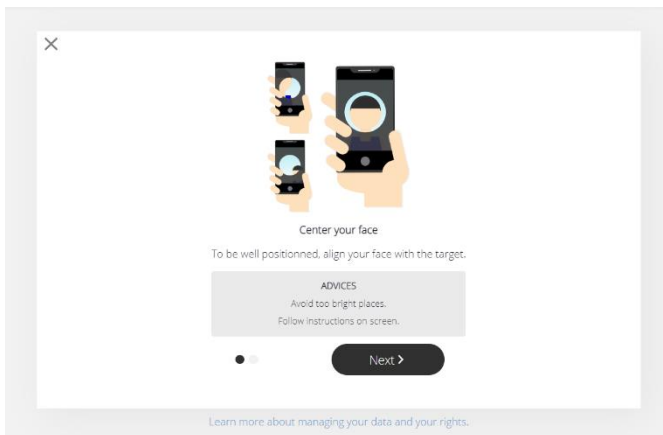 Center your face
To be well positionned, align your face with the target.
ADVICES
Avoid too bright places.
Follow instructions on screen.
Next
Learn more about managing your data and your rights.